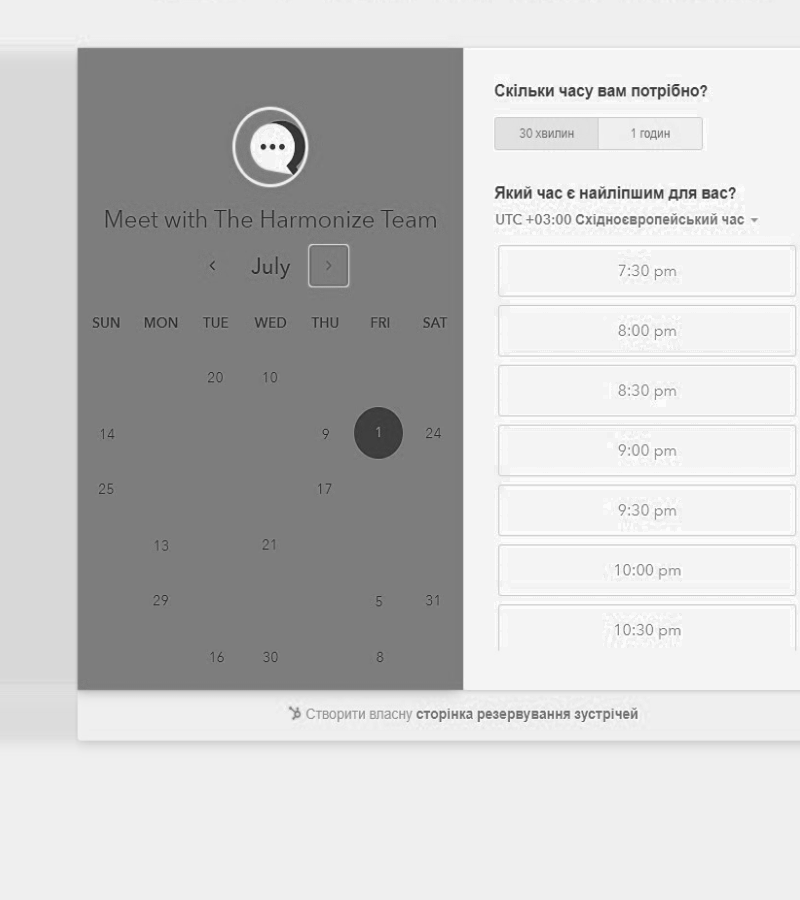 Meet with The Harmonize Team
July
SUN MON TUE WED THU FRI SAT
20 10
14 9 1 24
25 17
13 21
29 5 31
16 30 8
Скільки часу вам потрібно?
30 хвилин 1 годин
Який час є найліпшим для вас?
UTC +03:00 Східноєвропейський час
7:30 pm
8:00 pm
8:30 pm
9:00 pm
9:30 pm
10:00 pm
10:30 pm
Створити власну сторінка резервування зустрічей